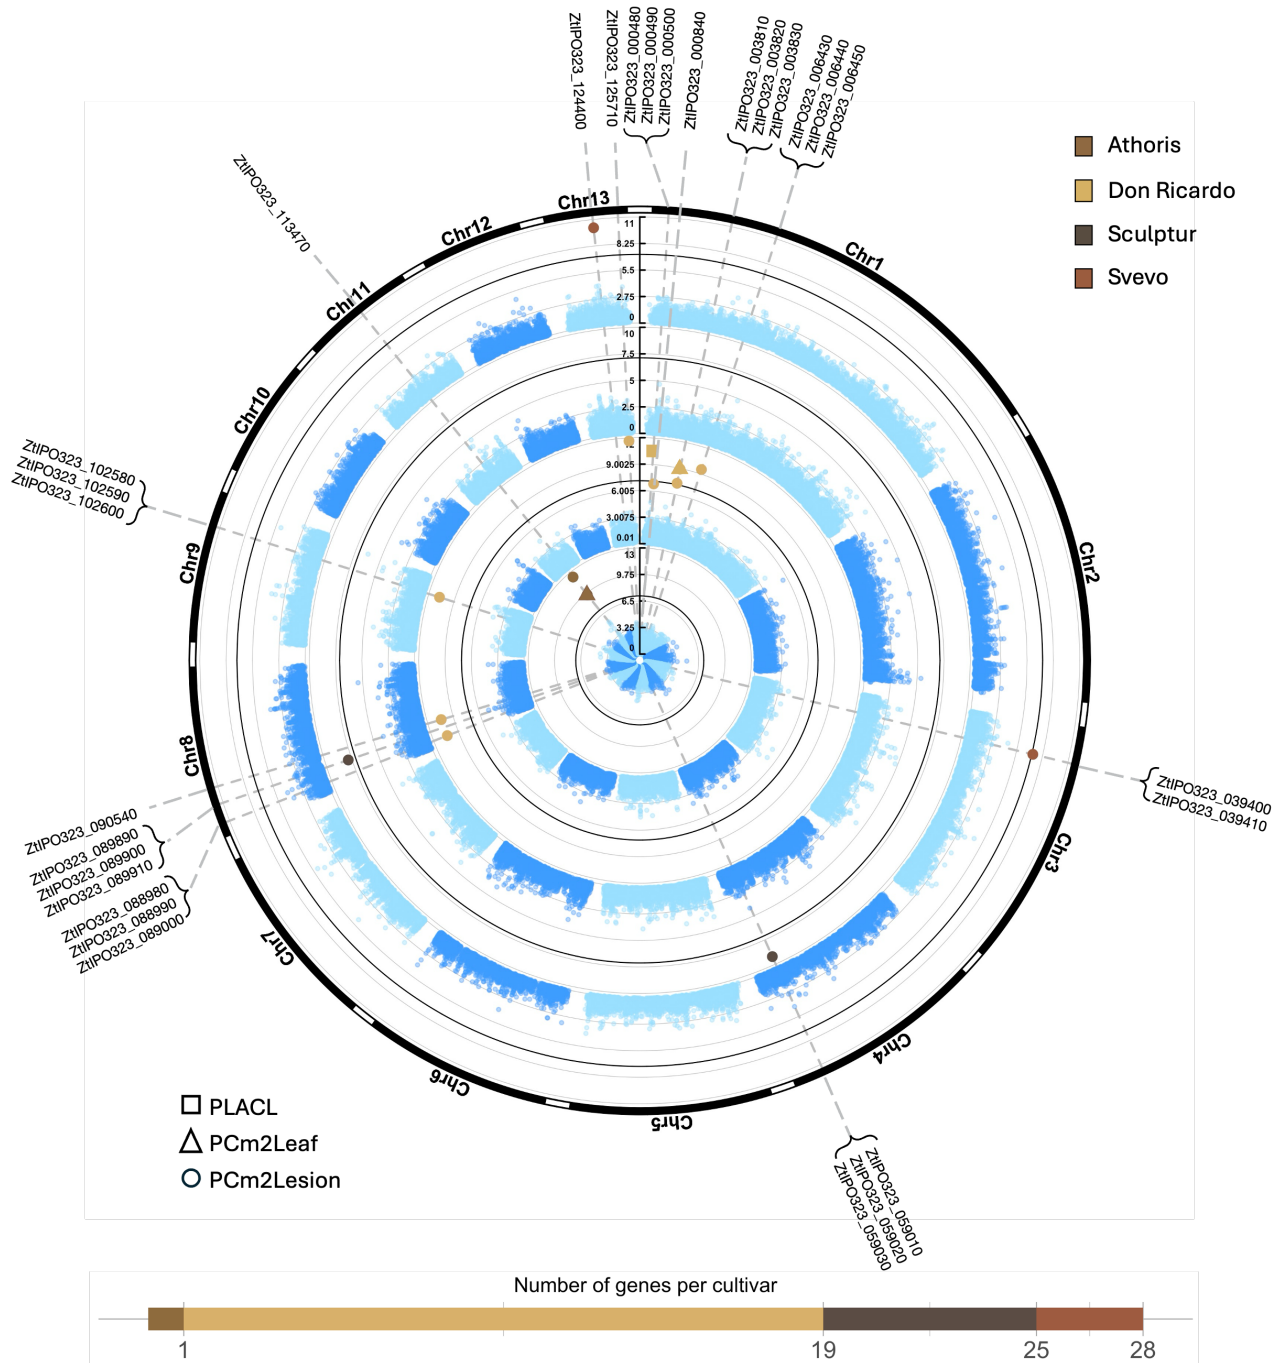 ZtIPO323_124400
ZtIPO323_125710
ZtIPO323_000480
ZtIPO323_000490
ZtIPO323_000500
ZtIPO323_000840
ZtIPO323_003810
ZtIPO323_003820
ZtIPO323_003830
ZtIPO323_006430
ZtIPO323_006440
ZtIPO323_006450
Athoris
Don Ricardo
Sculptur
Svevo
ZtIPO323_113470
Chr13
Chr12
Chr11
Chr10
Chr9
Chr8
Chr7
Chr6
Chr5
Chr4
Chr3
Chr2
Chr1
11
8.25
5.5
2.75
0
10
7.5
5
2.5
0
12
9.0025
6.005
3.0075
0.01
13
9.75
6.5
3.25
0
ZtIPO323_102580
ZtIPO323_102590
ZtIPO323_102600
ZtIPO323_039400
ZtIPO323_039410
ZtIPO323_090540
ZtIPO323_089890
ZtIPO323_089900
ZtIPO323_089910
ZtIPO323_088980
ZtIPO323_088990
ZtIPO323_089000
ZtIPO323_059010
ZtIPO323_059020
ZtIPO323_059030
PLACL
PCm2Leaf
PCm2Lesion
Number of genes per cultivar
1
19
25
28